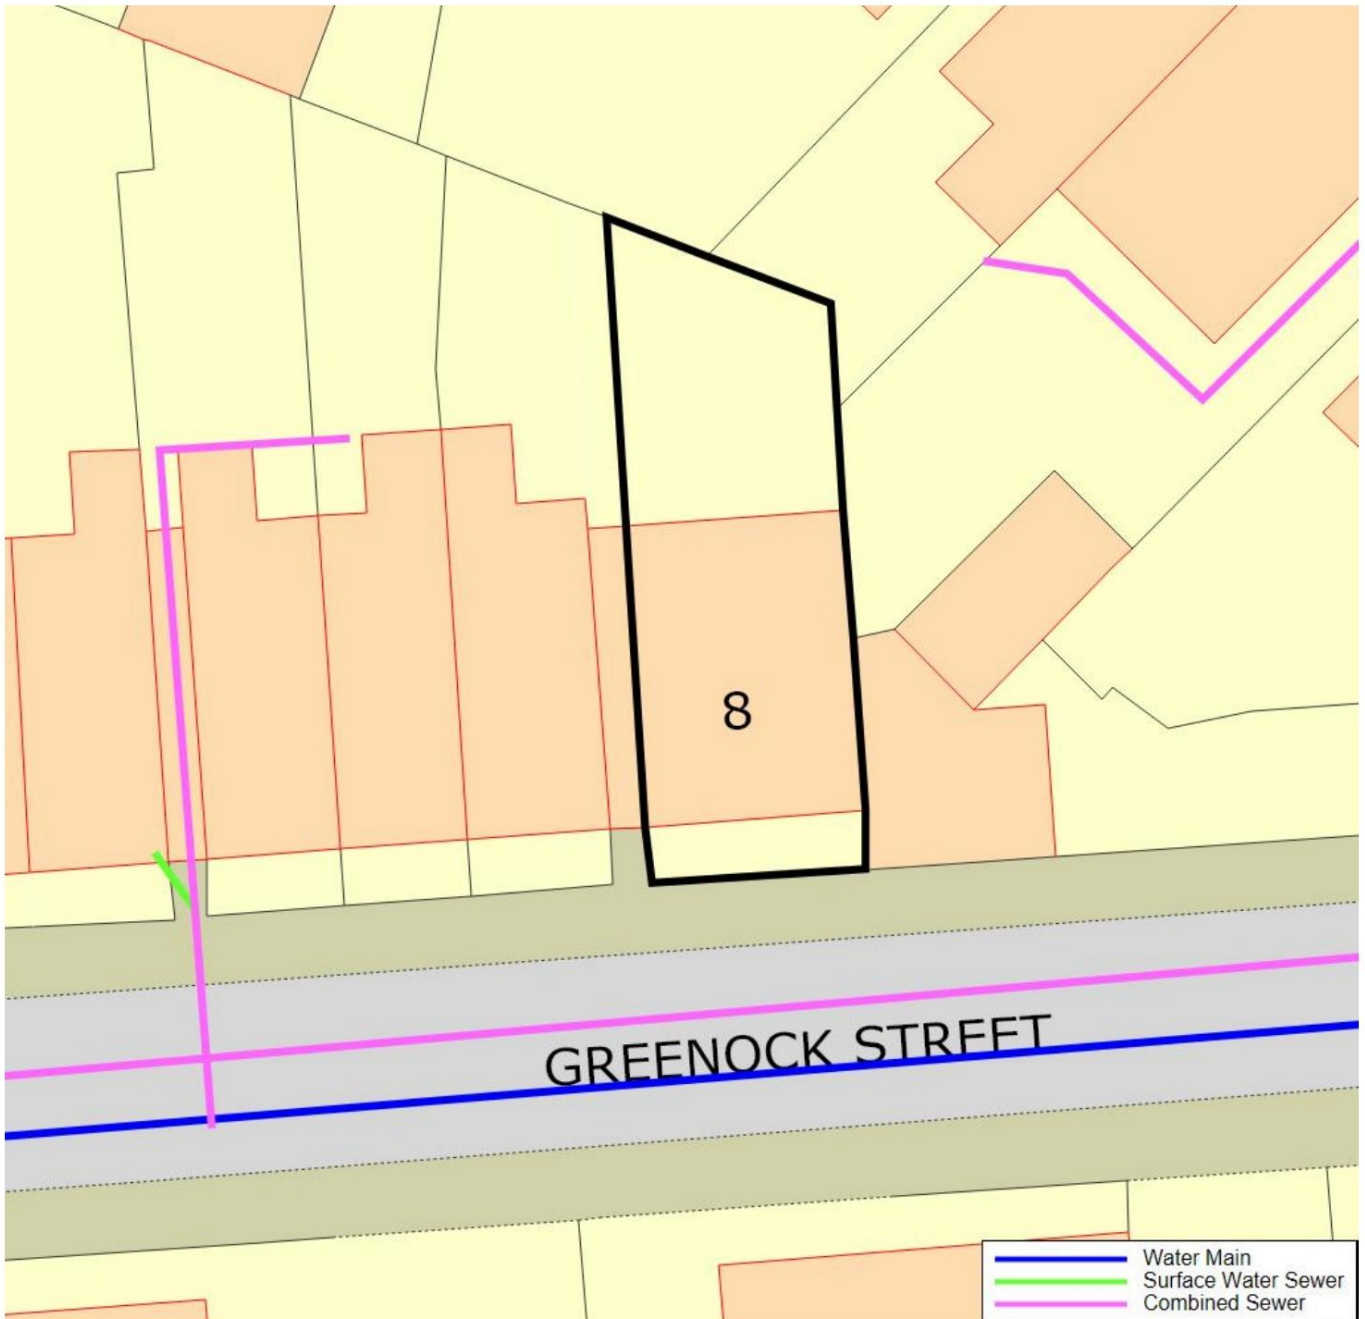 8
GREENOCK STREET
Water Main
Surface Water Sewer
Combined Sewer